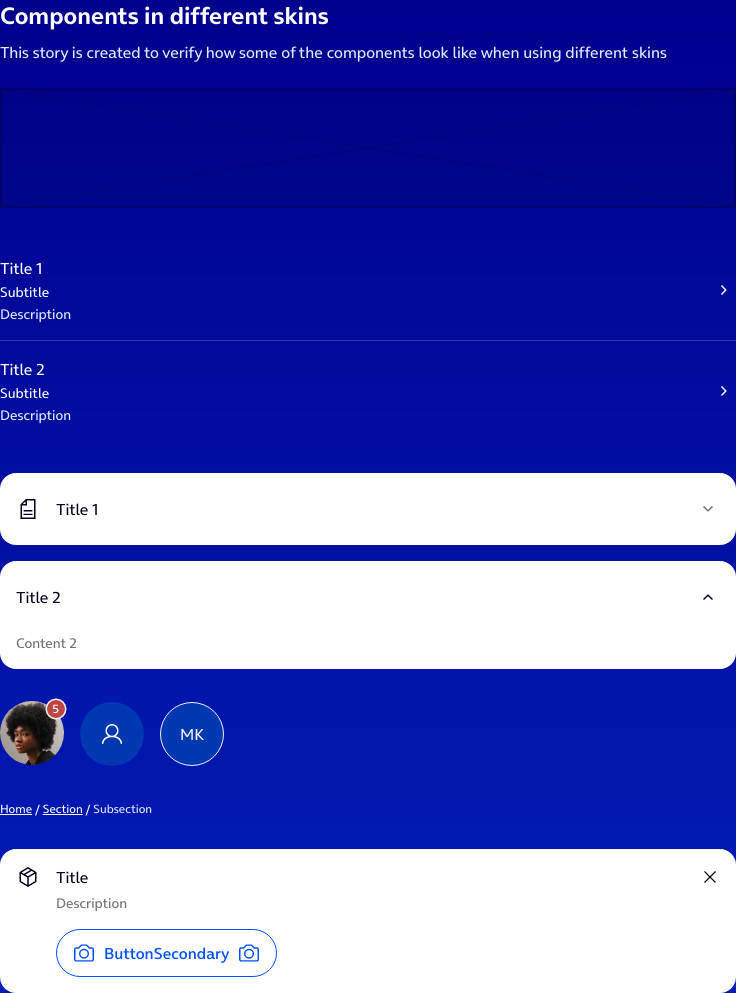 Components in different skins
This story is created to verify how some of the components look like when using different skins
Title 1
Subtitle
Description
Title 2
Subtitle
Description
Title 1
Title 2
Content 2
5
MK
Home / Section / Subsection
Title
Description
ButtonSecondary